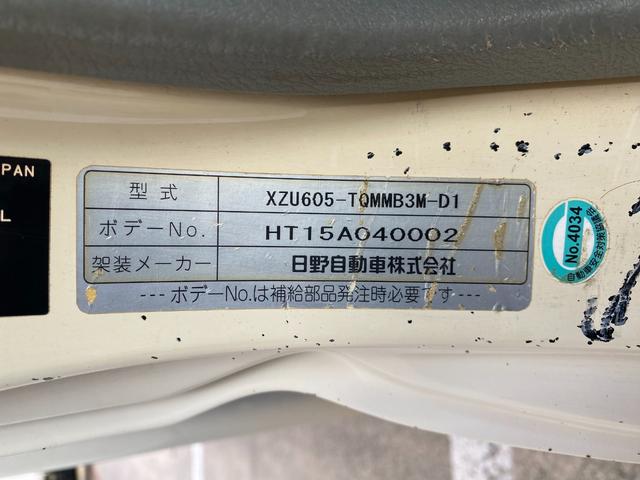 PAN
L
型式 XZU605-TQMMB3M-D1
ボデーNo. HT15A040002
架装メーカー 日野自動車株式会社
---ボデーNo.は補給部品発注時必要です---
No.4034